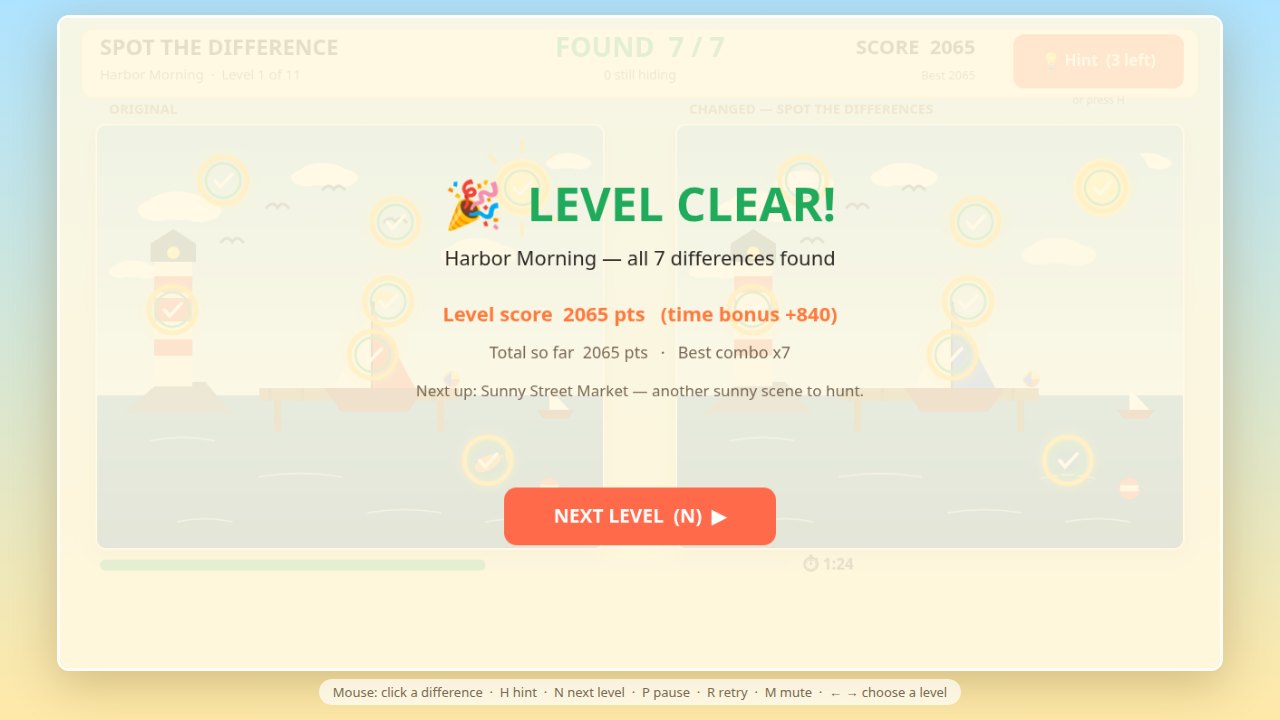 SPOT THE DIFFERENCE
Harbor Morning · Level 1 of 11
FOUND 7 / 7
0 still hiding
SCORE 2065
Best 2065
💡 Hint (3 left)
or press H
ORIGINAL
CHANGED — SPOT THE DIFFERENCES
🎉 LEVEL CLEAR!
Harbor Morning — all 7 differences found
Level score 2065 pts (time bonus +840)
Total so far 2065 pts · Best combo x7
Next up: Sunny Street Market — another sunny scene to hunt.
NEXT LEVEL (N) ▶
⏱ 1:24
Mouse: click a difference · H hint · N next level · P pause · R retry · M mute · ← → choose a level